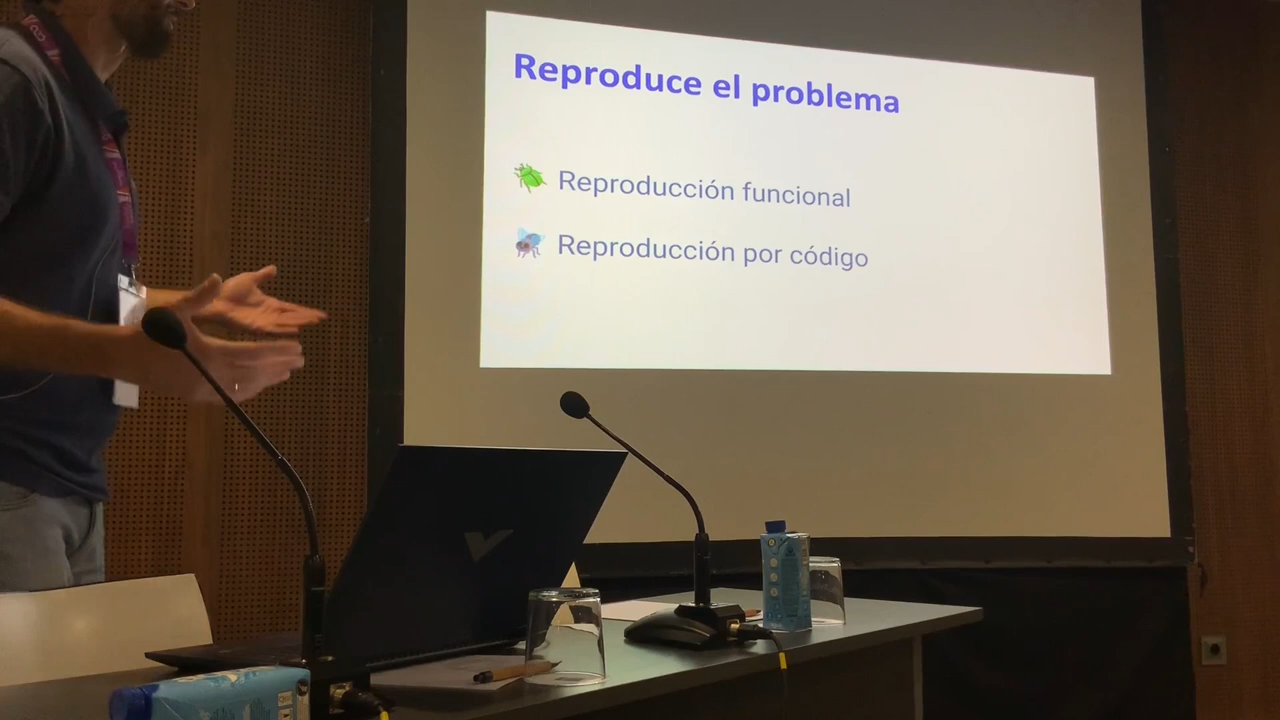 Reproduce el problema
Reproducción funcional
Reproducción por código